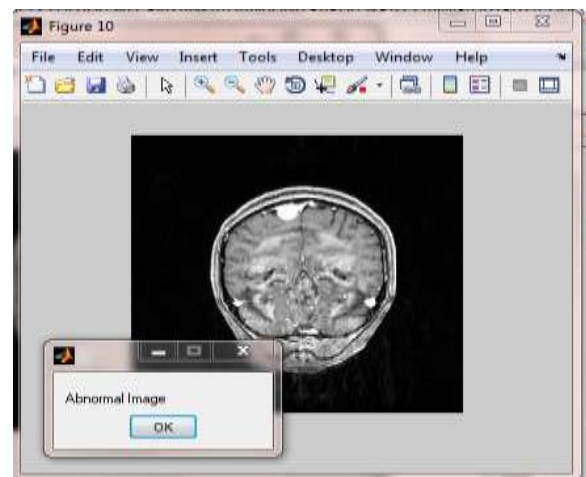 Figure 10
File Edit View Insert Tools Desktop Window Help
Abnormal Image
OK